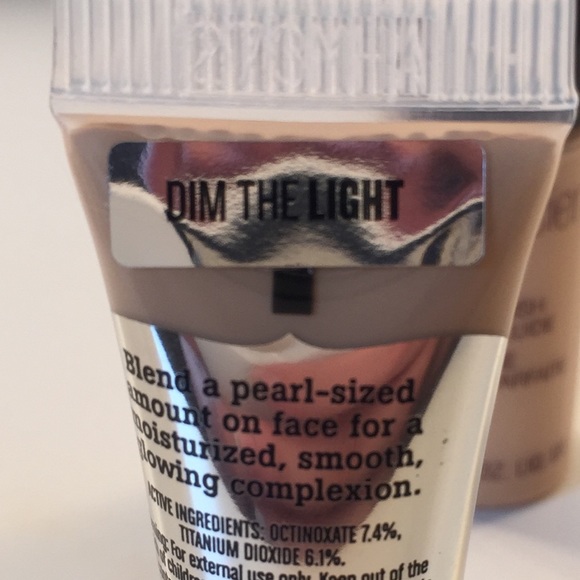 DIM THE LIGHT
Blend a pearl-sized
amount on face for a
moisturized, smooth,
glowing complexion.
ACTIVE INGREDIENTS: OCTINOXATE 7.4%,
TITANIUM DIOXIDE 6.1%.
For external use only. Keep out of the